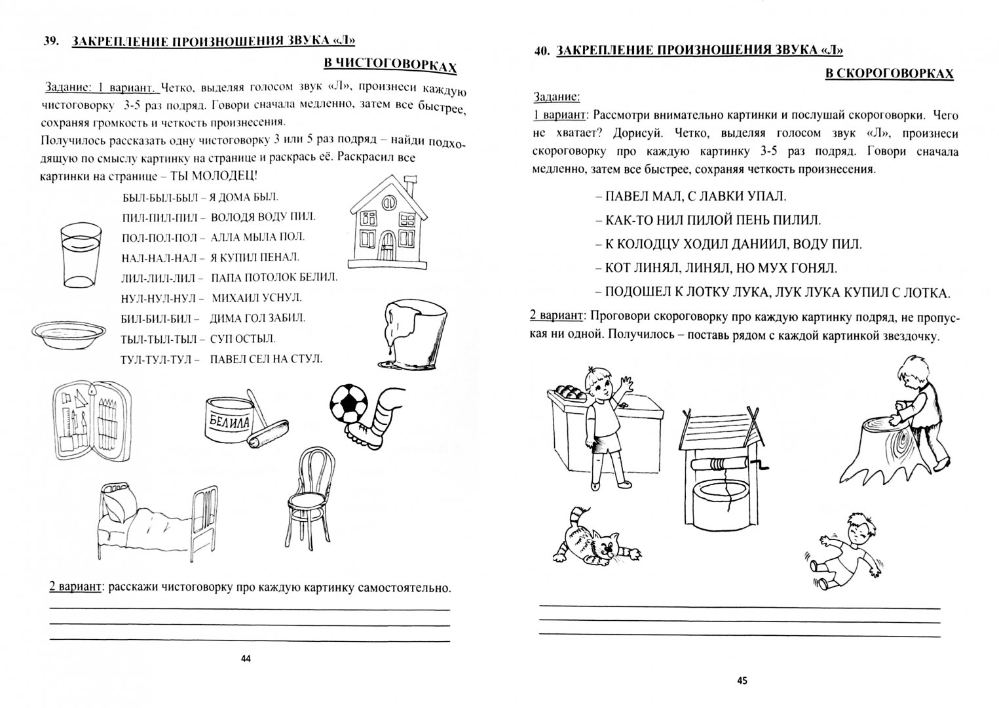 39. ЗАКРЕПЛЕНИЕ ПРОИЗНОШЕНИЯ ЗВУКА «Л»
В ЧИСТОГОВОРКАХ
Задание: 1 вариант. Четко, выделяя голосом звук «Л», произнеси каждую
чистоговорку 3-5 раз подряд. Говори сначала медленно, затем все быстрее,
сохраняя громкость и четкость произнесения.
Получилось рассказать одну чистоговорку 3 или 5 раз подряд – найди подхо-
дящую по смыслу картинку на странице и раскрась её. Раскрасил все
картинки на странице – ТЫ МОЛОДЕЦ!
БЫЛ-БЫЛ-БЫЛ – Я ДОМА БЫЛ.
ПИЛ-ПИЛ-ПИЛ – ВОЛОДЯ ВОДУ ПИЛ.
ПОЛ-ПОЛ-ПОЛ – АЛЛА МЫЛА ПОЛ.
НАЛ-НАЛ-НАЛ – Я КУПИЛ ПЕНАЛ.
ЛИЛ-ЛИЛ-ЛИЛ – ПАПА ПОТОЛОК БЕЛИЛ.
НУЛ-НУЛ-НУЛ – МИХАИЛ УСНУЛ.
БИЛ-БИЛ-БИЛ – ДИМА ГОЛ ЗАБИЛ.
ТЫЛ-ТЫЛ-ТЫЛ – СУП ОСТЫЛ.
ТУЛ-ТУЛ-ТУЛ – ПАВЕЛ СЕЛ НА СТУЛ.
БЕЛИЛА
2 вариант: расскажи чистоговорку про каждую картинку самостоятельно.
44
40. ЗАКРЕПЛЕНИЕ ПРОИЗНОШЕНИЯ ЗВУКА «Л»
В СКОРОГОВОРКАХ
Задание:
1 вариант: Рассмотри внимательно картинки и послушай скороговорки. Чего
не хватает? Дорисуй. Четко, выделяя голосом звук «Л», произнеси
скороговорку про каждую картинку 3-5 раз подряд. Говори сначала
медленно, затем все быстрее, сохраняя четкость произнесения.
– ПАВЕЛ МАЛ, С ЛАВКИ УПАЛ.
– КАК-ТО НИЛ ПИЛОЙ ПЕНЬ ПИЛИЛ.
– К КОЛОДЦУ ХОДИЛ ДАНИИЛ, ВОДУ ПИЛ.
– КОТ ЛИНЯЛ, ЛИНЯЛ, НО МУХ ГОНЯЛ.
– ПОДОШЕЛ К ЛОТКУ ЛУКА, ЛУК ЛУКА КУПИЛ С ЛОТКА.
2 вариант: Проговори скороговорку про каждую картинку подряд, не пропус-
кая ни одной. Получилось – поставь рядом с каждой картинкой звездочку.
45